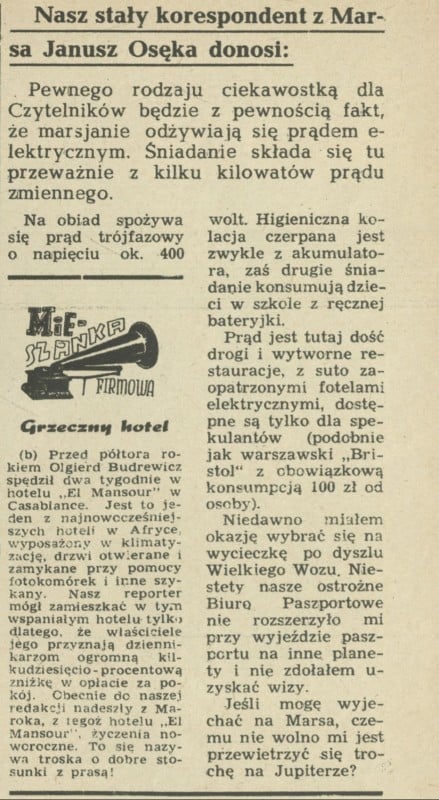 Nasz stały korespondent z Mar-
sa Janusz Osęka donosi:
Pewnego rodzaju ciekawostką dla
Czytelników będzie z pewnością fakt,
że marsjanie odżywiają się prądem e-
lektrycznym. Śniadanie składa się tu
przeważnie z kilku kilowatów prądu
zmiennego.
Na obiad spożywa
się prąd trójfazowy
o napięciu ok. 400
wolt. Higieniczna ko-
lacja czerpana jest
zwykle z akumulato-
ra, zaś drugie śnia-
danie konsumują dzie-
ci w szkole z ręcznej
bateryjki.
Prąd jest tutaj dość
drogi i wytworne re-
stauracje, z suto za-
opatrzonymi fotelami
elektrycznymi, dostę-
pne są tylko dla spe-
kulantów (podobnie
jak warszawski „Bri-
stol" z obowiązkową
konsumpcją 100 zł od
osoby).
Niedawno miałem
okazję wybrać się na
wycieczkę po dyszlu
Wielkiego Wozu. Nie-
stety nasze ostrożne
Biuro Paszportowe
nie rozszerzyło mi
przy wyjeździe pasz-
portu na inne plane-
ty i nie zdołałem u-
zyskać wizy.
Jeśli mogę wyje-
chać na Marsa, cze-
mu nie wolno mi jest
przewietrzyć się tro-
chę na Jupiterze?
MIE-
SZANKA
FIRMOWA
Grzeczny hotel
(b) Przed półtora ro-
kiem Olgierd Budrewicz
spędził dwa tygodnie w
hotelu „El Mansour" w
Casabiance. Jest to je-
den z najnowocześniej-
szych hoteli w Afryce,
wyposażony w klimaty-
zację, drzwi otwierane i
zamykane przy pomocy
fotokomórek i inne szy-
kany. Nasz reporter
mógł zamieszkać w tym
wspaniałym hotelu tylko
dlatego, że właściciele
jego przyznają dzienni-
karzom ogromną kil-
kudziesięcio-procentową
zniżkę w opłacie za po-
kój. Obecnie do naszej
redakcji nadeszły z Ma-
roka, z tegoż hotelu „El
Mansour", życzenia no-
woroczne. To się nazy-
wa troska o dobre sto-
sunki z prasą!